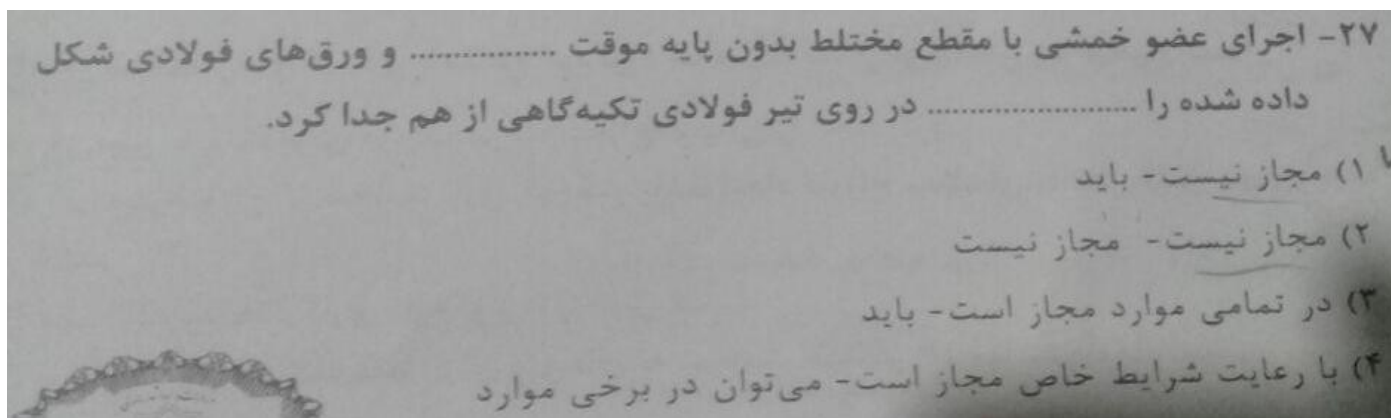 ۲۷- اجرای عضو خمشی با مقطع مختلط بدون پایه موقت ................ و ورق‌های فولادی شکل
داده شده را ....................... در روی تیر فولادی تکیه‌گاهی از هم جدا کرد.
۱) مجاز نیست- باید
۲) مجاز نیست- مجاز نیست
۳) در تمامی موارد مجاز است- باید
۴) با رعایت شرایط خاص مجاز است- می‌توان در برخی موارد